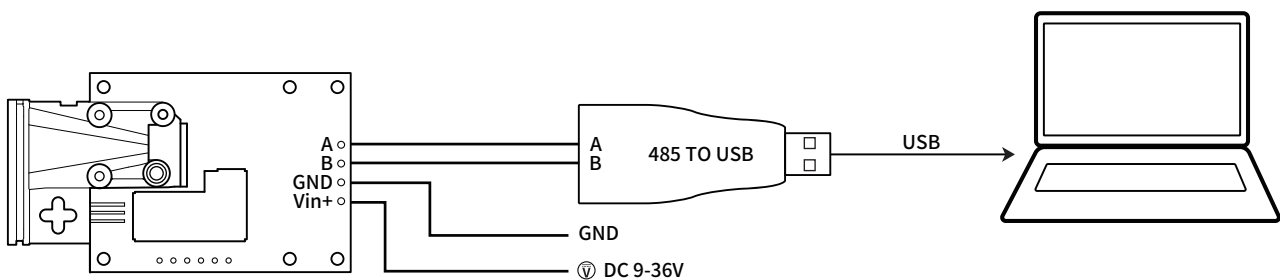 A
B
GND
Vin+
A
B
485 TO USB
USB
GND
V DC 9-36V